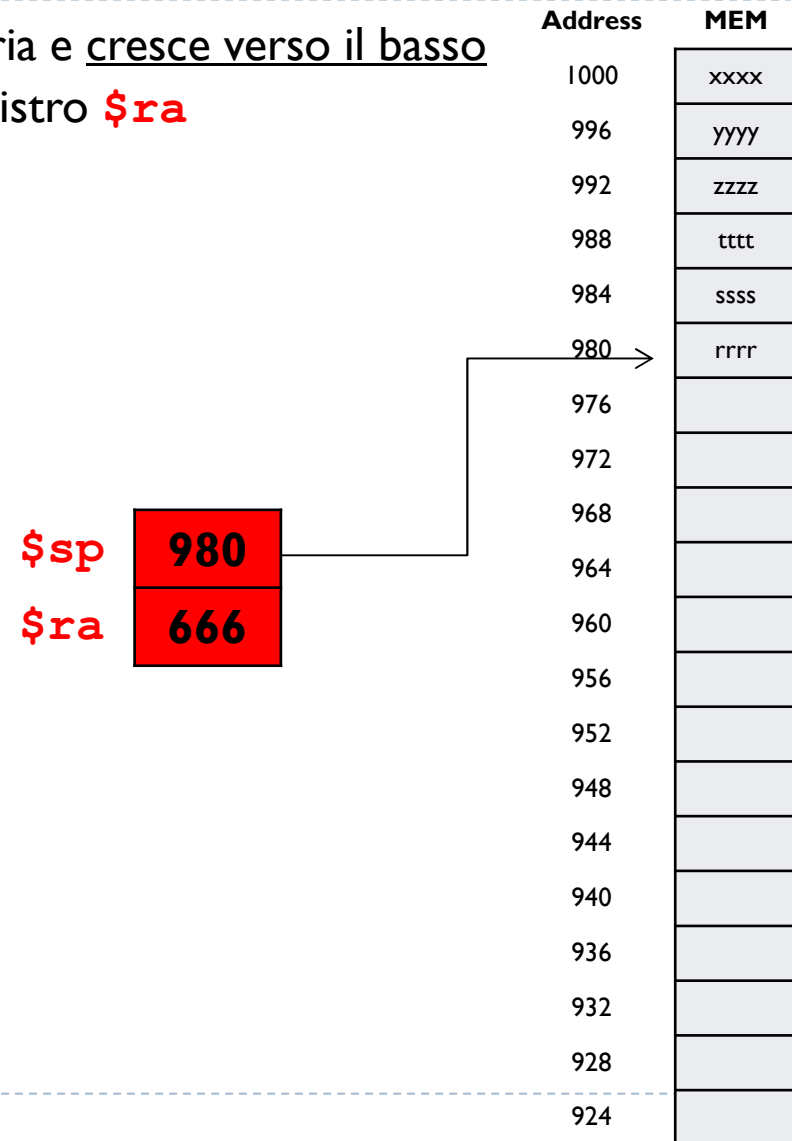 ria e cresce verso il basso
istro $ra
Address MEM
1000 xxxx
996 yyyy
992 zzzz
988 tttt
984 ssss
980 rrrr
976
972
968
$sp 980
964
$ra 666
960
956
952
948
944
940
936
932
928
924